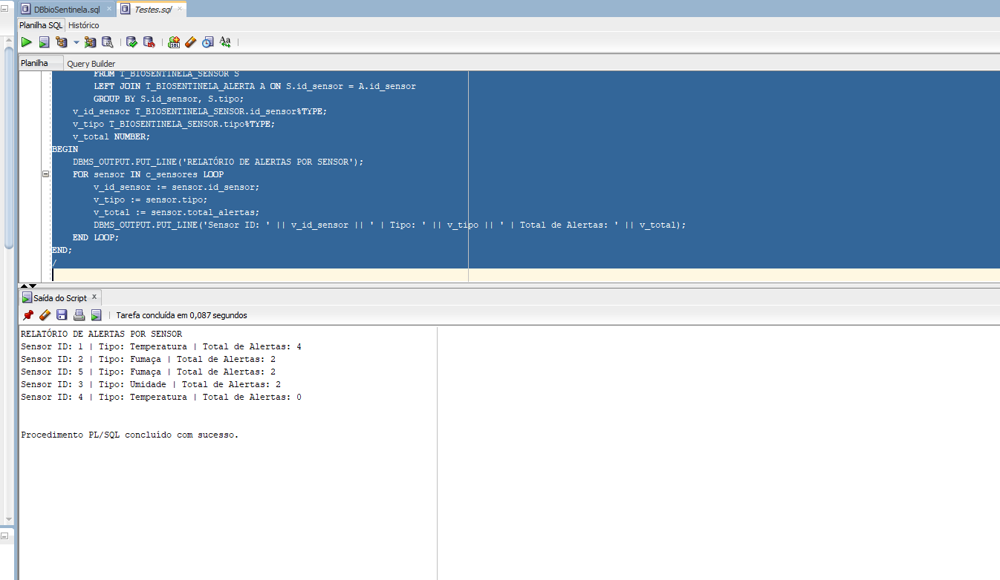 DBbioSentinela.sql
Testes.sql
Planilha SQL Histórico
Planilha Query Builder
FROM T_BIOSENTINELA_SENSOR S
LEFT JOIN T_BIOSENTINELA_ALERTA A ON S.id_sensor = A.id_sensor
GROUP BY S.id_sensor, S.tipo;
v_id_sensor T_BIOSENTINELA_SENSOR.id_sensor%TYPE;
v_tipo T_BIOSENTINELA_SENSOR.tipo%TYPE;
v_total NUMBER;
BEGIN
DBMS_OUTPUT.PUT_LINE('RELATÓRIO DE ALERTAS POR SENSOR');
FOR sensor IN c_sensores LOOP
v_id_sensor := sensor.id_sensor;
v_tipo := sensor.tipo;
v_total := sensor.total_alertas;
DBMS_OUTPUT.PUT_LINE('Sensor ID: ' || v_id_sensor || ' | Tipo: ' || v_tipo || ' | Total de Alertas: ' || v_total);
END LOOP;
END;
/
Saída do Script
Tarefa concluída em 0,087 segundos
RELATÓRIO DE ALERTAS POR SENSOR
Sensor ID: 1 | Tipo: Temperatura | Total de Alertas: 4
Sensor ID: 2 | Tipo: Fumaça | Total de Alertas: 2
Sensor ID: 5 | Tipo: Fumaça | Total de Alertas: 2
Sensor ID: 3 | Tipo: Umidade | Total de Alertas: 2
Sensor ID: 4 | Tipo: Temperatura | Total de Alertas: 0
Procedimento PL/SQL concluído com sucesso.